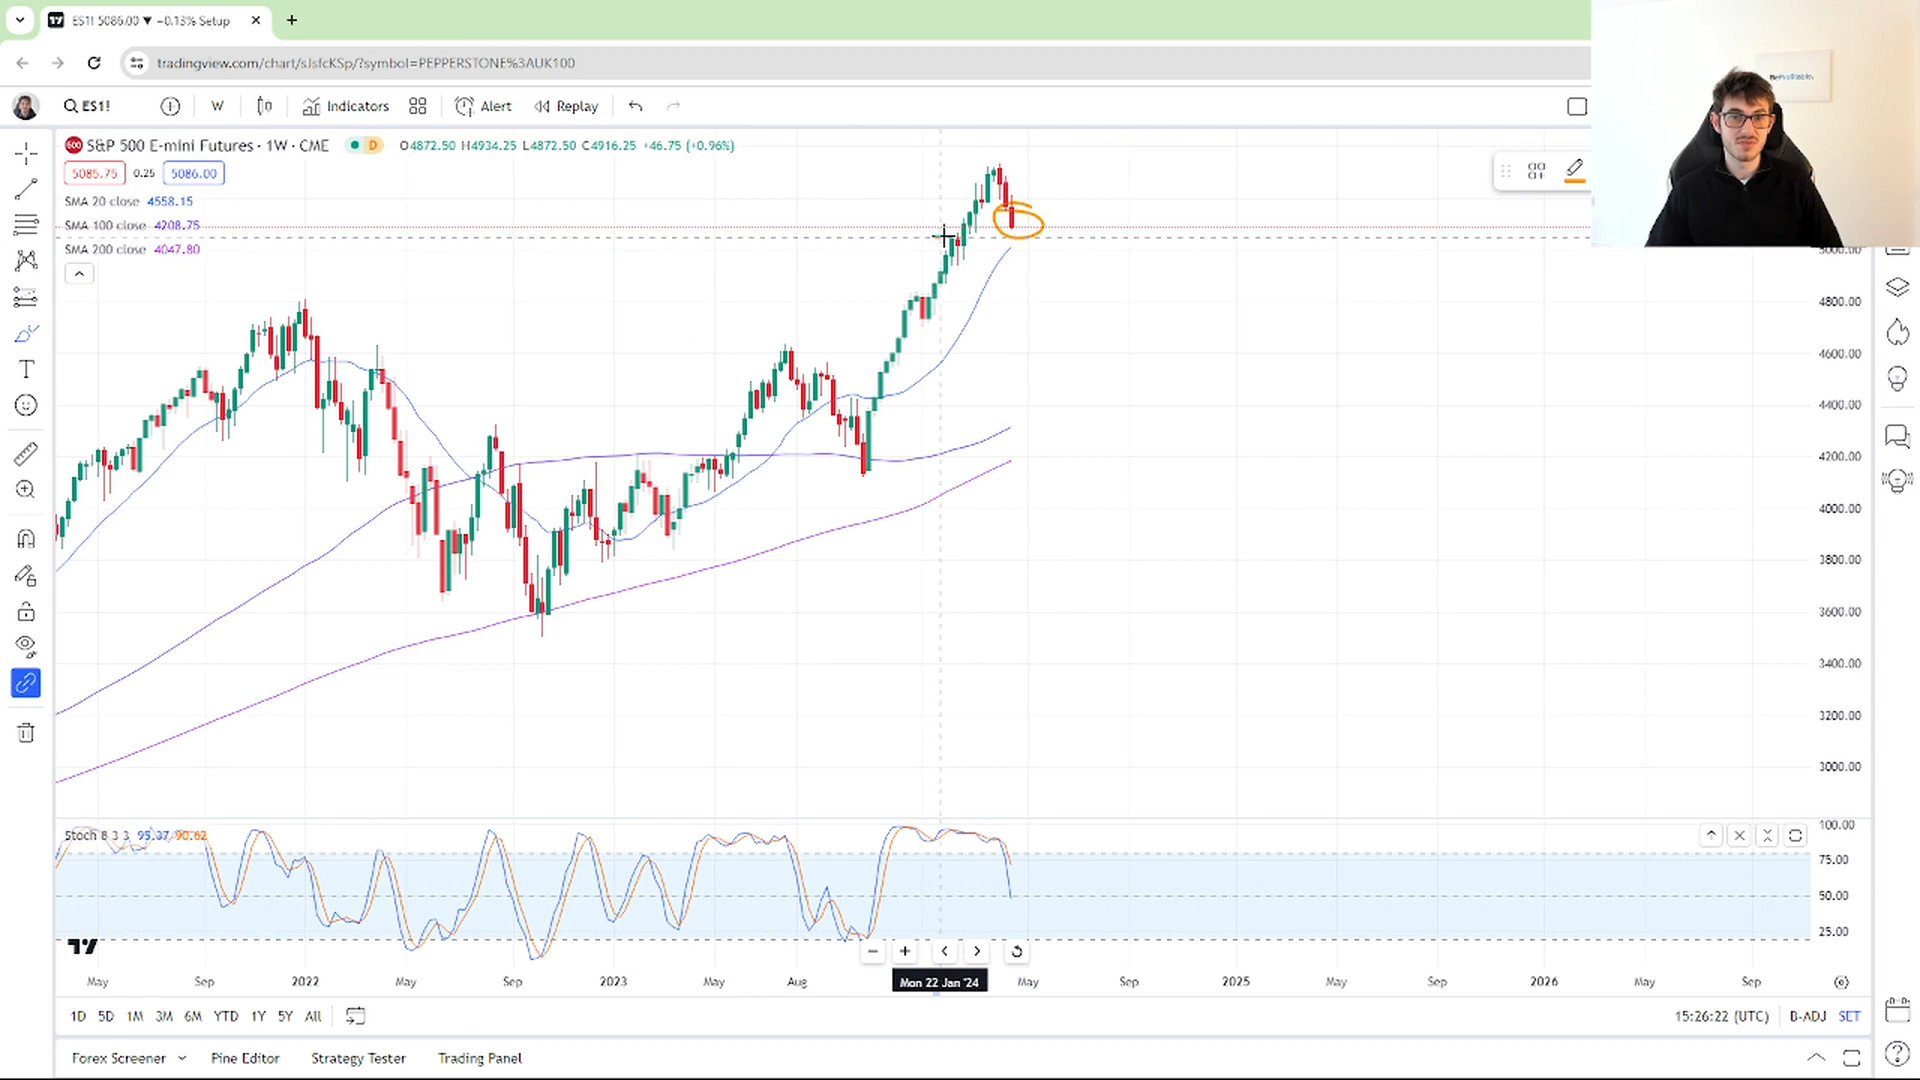 ES1! 5086.00 ▼ −0.13% Setup
tradingview.com/chart/sJsfcKSp/?symbol=PEPPERSTONE%3AUK100
ES1!
W
Indicators
Alert
Replay
S&P 500 E-mini Futures · 1W · CME
D
O4872.50 H4934.25 L4872.50 C4916.25 +46.75 (+0.96%)
5085.75
0.25
5086.00
SMA 20 close 4558.15
SMA 100 close 4208.75
SMA 200 close 4047.80
4800.00
4600.00
4400.00
4200.00
4000.00
3800.00
3600.00
3400.00
3200.00
3000.00
Stoch 8 3 3 95.37 90.62
100.00
75.00
50.00
25.00
May
Sep
2022
May
Sep
2023
May
Aug
Mon 22 Jan '24
May
Sep
2025
May
Sep
2026
May
Sep
1D 5D 1M 3M 6M YTD 1Y 5Y All
15:26:22 (UTC)
B-ADJ
SET
Forex Screener
Pine Editor
Strategy Tester
Trading Panel